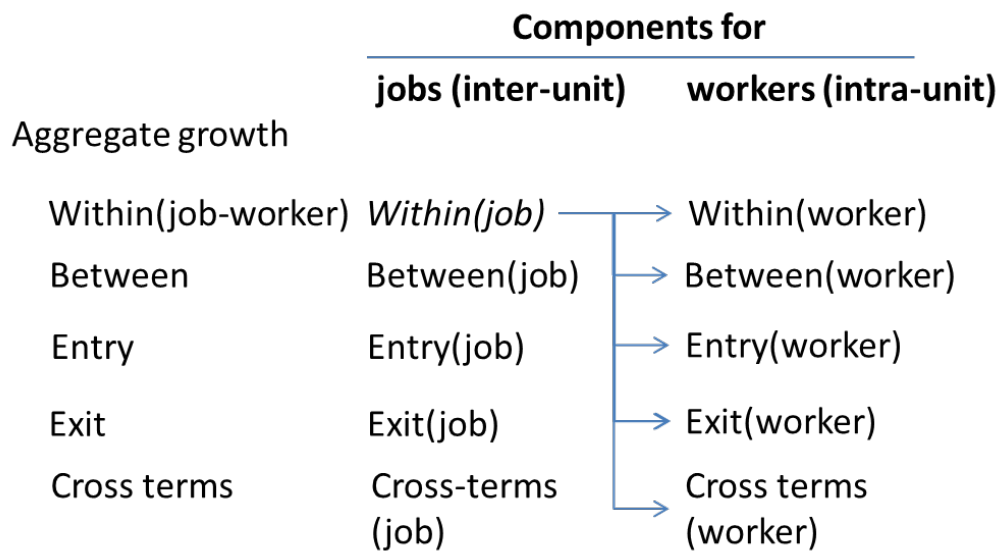 Components for
jobs (inter-unit) workers (intra-unit)
Aggregate growth
Within(job-worker) Within(job) Within(worker)
Between Between(job) Between(worker)
Entry Entry(job) Entry(worker)
Exit Exit(job) Exit(worker)
Cross terms Cross-terms Cross terms
(job) (worker)